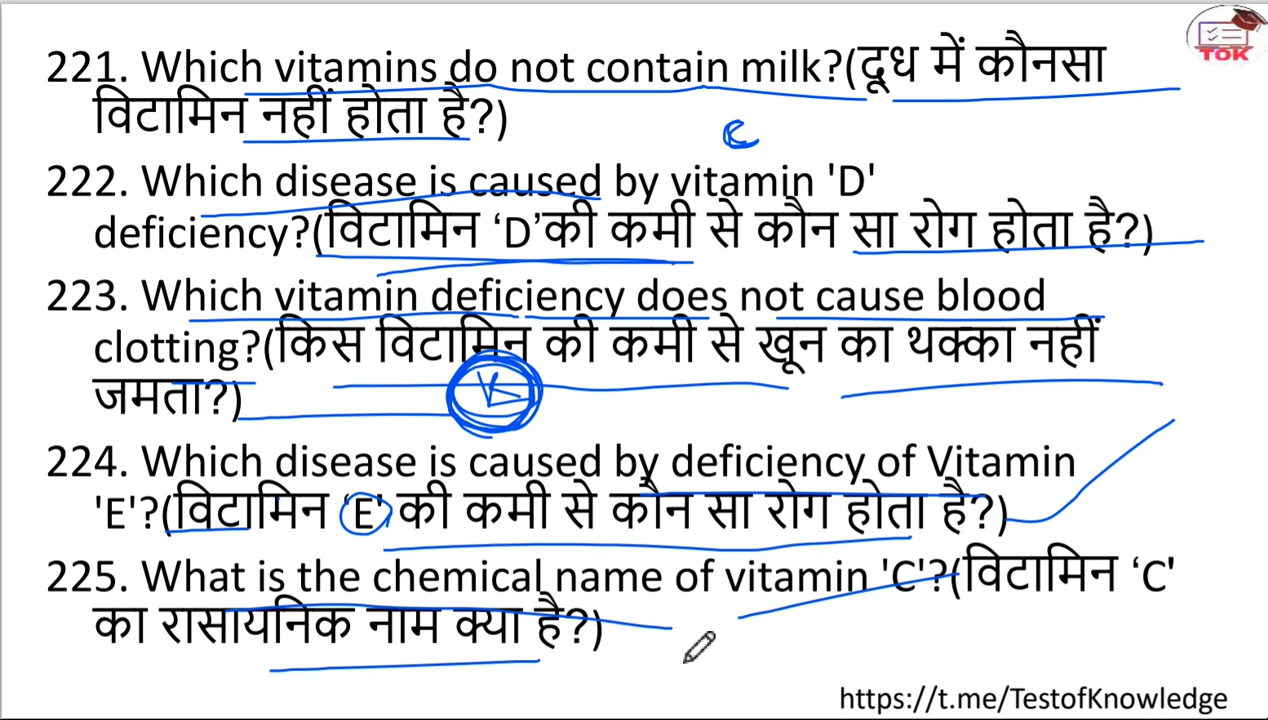 TOK
221. Which vitamins do not contain milk?(दूध में कौनसा
विटामिन नहीं होता है?)
C
222. Which disease is caused by vitamin 'D'
deficiency?(विटामिन ‘D’की कमी से कौन सा रोग होता है?)
223. Which vitamin deficiency does not cause blood
clotting?(किस विटामिन की कमी से खून का थक्का नहीं
जमता?)
K
224. Which disease is caused by deficiency of Vitamin
'E'?(विटामिन ‘E' की कमी से कौन सा रोग होता है?)
225. What is the chemical name of vitamin 'C'?(विटामिन ‘C'
का रासायनिक नाम क्या है?)
https://t.me/TestofKnowledge